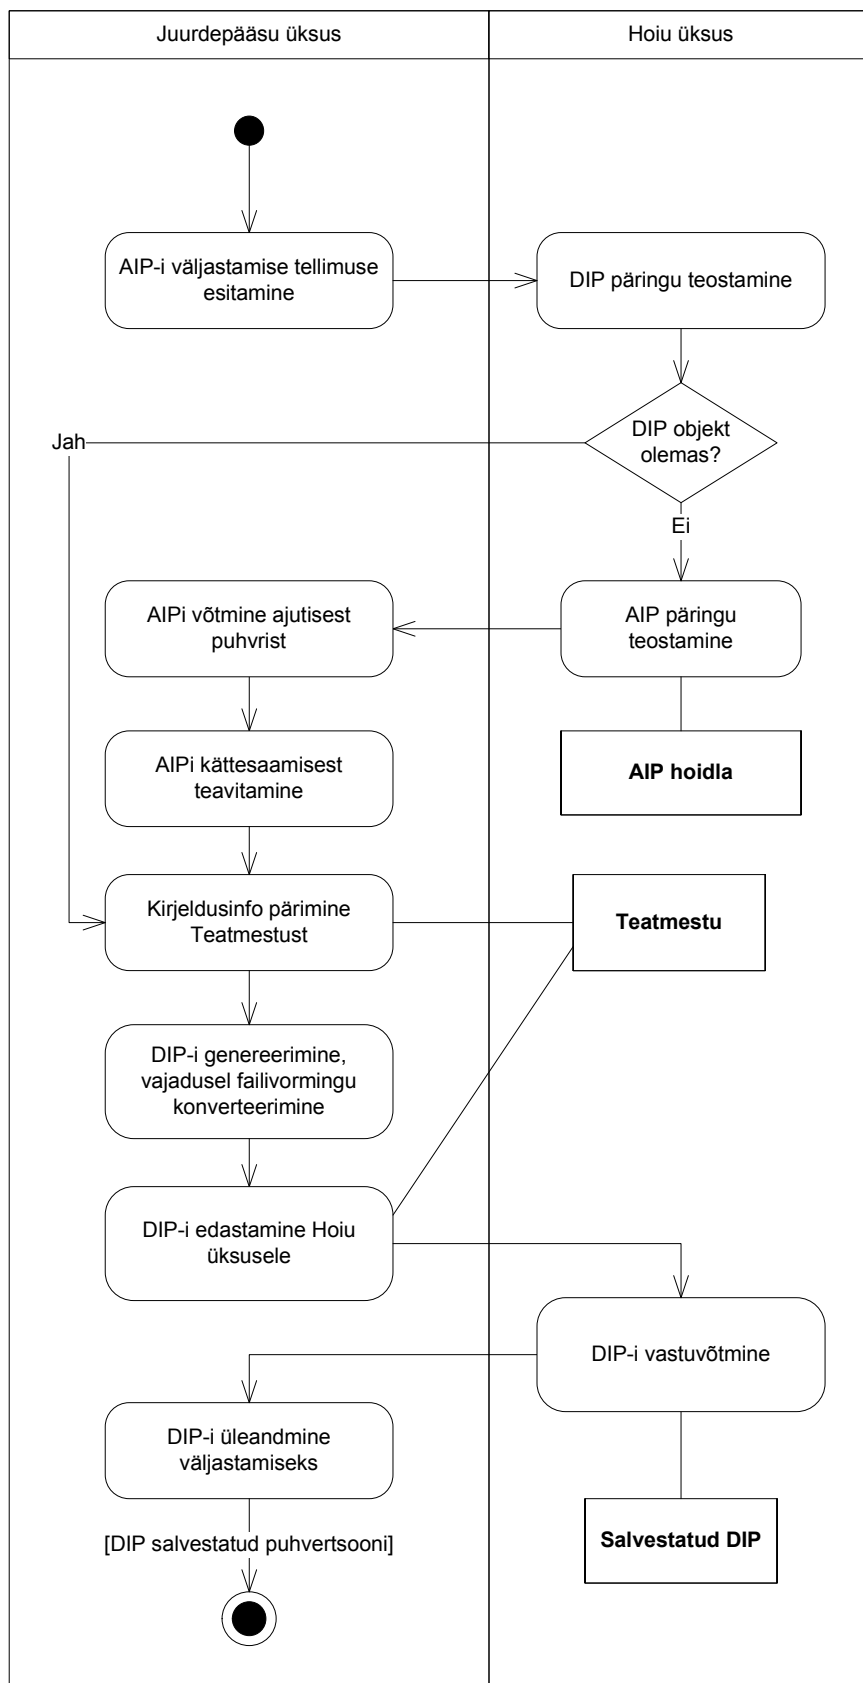 Juurdepääsu üksus
Hoiu üksus
AIP-i väljastamise tellimuse
esitamine
DIP päringu teostamine
DIP objekt
olemas?
Jah
Ei
AIPi võtmine ajutisest
puhvrist
AIP päringu
teostamine
AIPi kättesaamisest
teavitamine
AIP hoidla
Kirjeldusinfo pärimine
Teatmestust
Teatmestu
DIP-i genereerimine,
vajadusel failivormingu
konverteerimine
DIP-i edastamine Hoiu
üksusele
DIP-i vastuvõtmine
DIP-i üleandmine
väljastamiseks
[DIP salvestatud puhvertsooni]
Salvestatud DIP